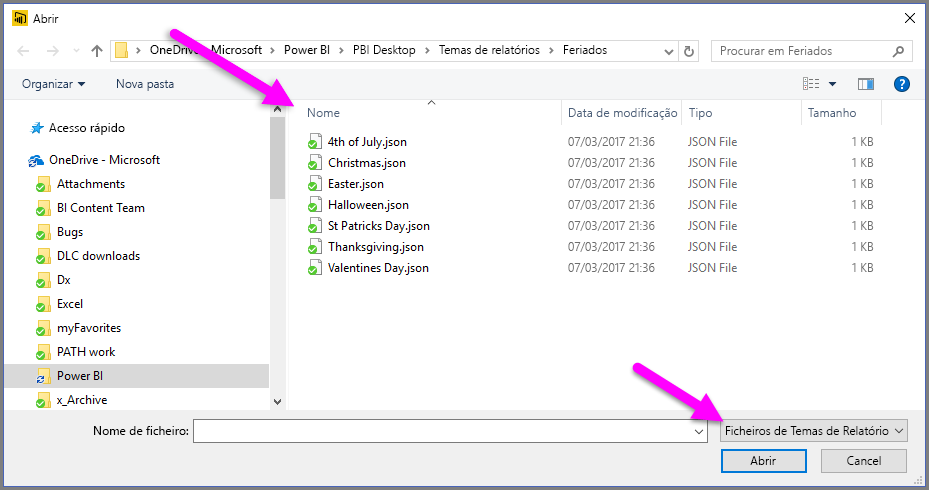 Abrir
OneDrive - Microsoft > Power BI > PBI Desktop > Temas de relatórios > Feriados
Procurar em Feriados
Organizar Nova pasta
Nome Data de modificação Tipo Tamanho
Acesso rápido
OneDrive - Microsoft
Attachments
BI Content Team
Bugs
DLC downloads
Dx
Excel
myFavorites
PATH work
Power BI
x_Archive
4th of July.json 07/03/2017 21:36 JSON File 1 KB
Christmas.json 07/03/2017 21:36 JSON File 1 KB
Easter.json 07/03/2017 21:36 JSON File 1 KB
Halloween.json 07/03/2017 21:36 JSON File 1 KB
St Patricks Day.json 07/03/2017 21:36 JSON File 1 KB
Thanksgiving.json 07/03/2017 21:36 JSON File 1 KB
Valentines Day.json 07/03/2017 21:36 JSON File 1 KB
Nome de ficheiro:
Ficheiros de Temas de Relatório
Abrir Cancel